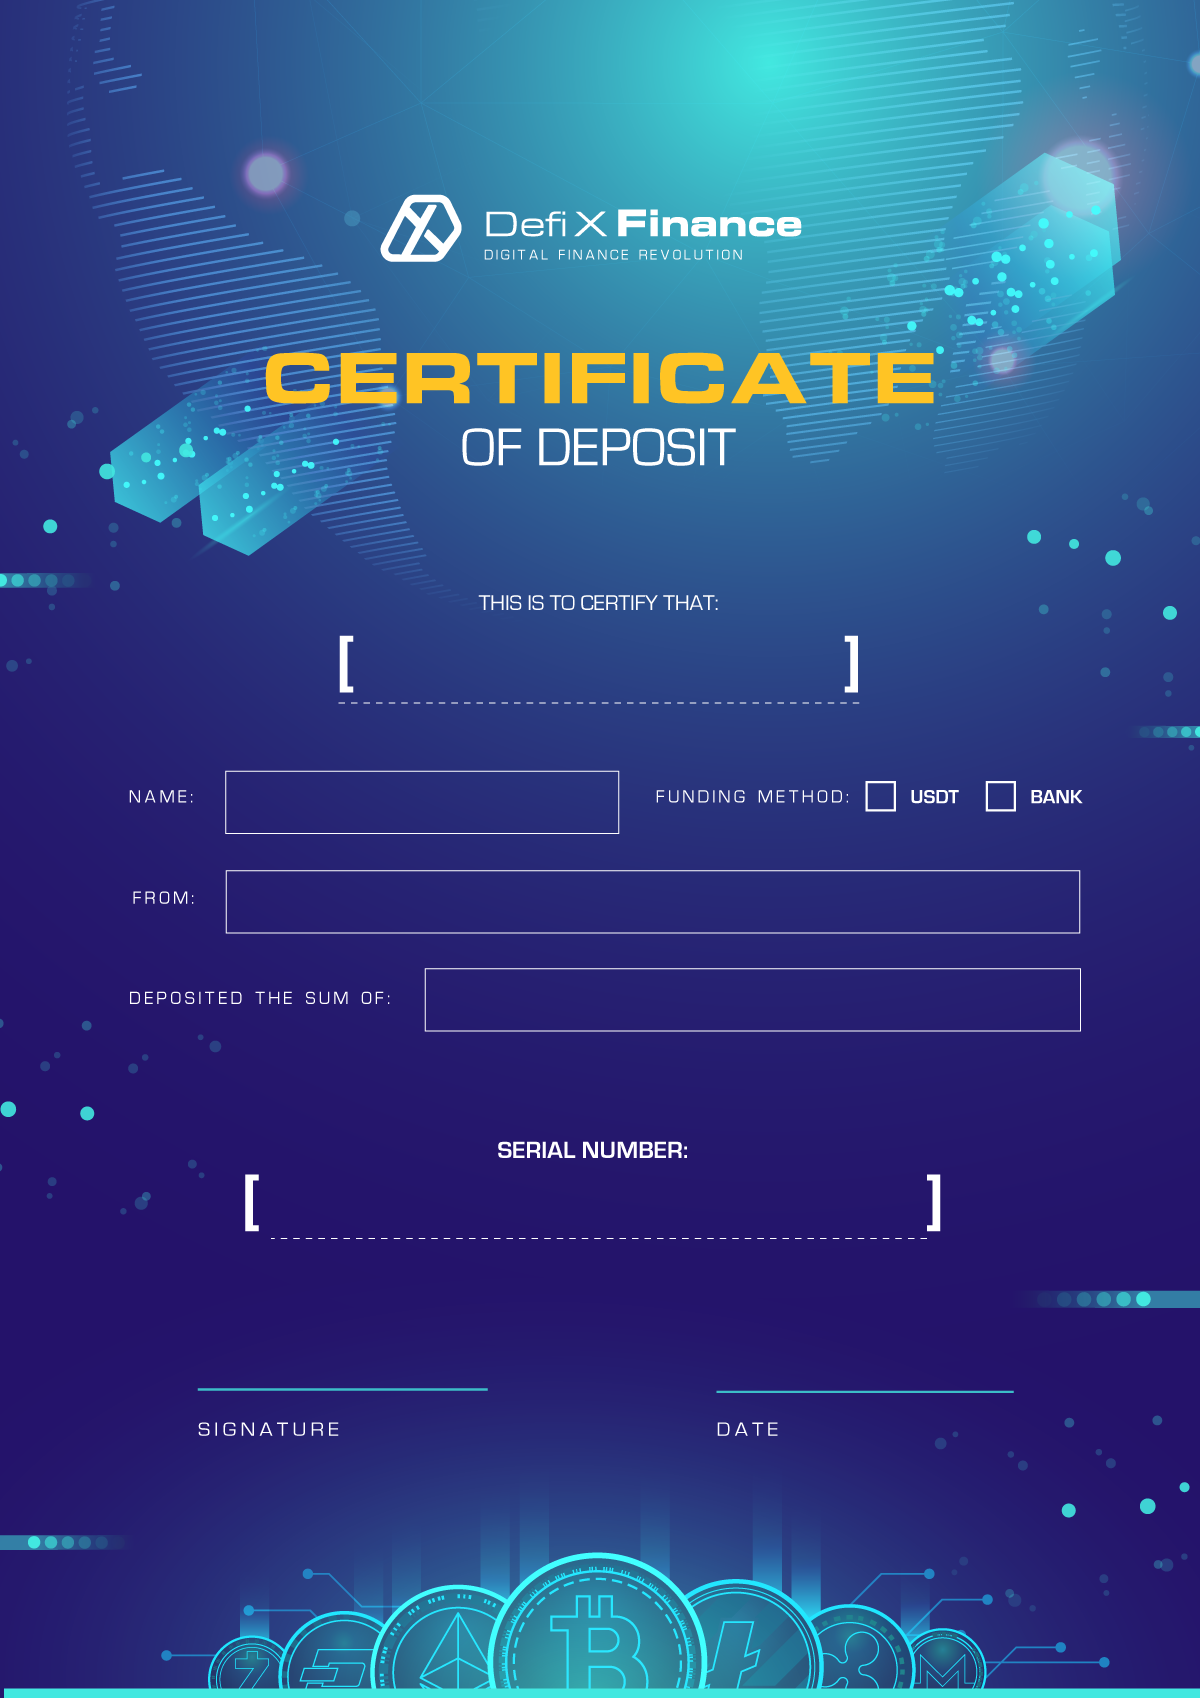 Defi X Finance
DIGITAL FINANCE REVOLUTION
CERTIFICATE
OF DEPOSIT
THIS IS TO CERTIFY THAT:
[ ]
NAME:
FUNDING METHOD: USDT BANK
FROM:
DEPOSITED THE SUM OF:
SERIAL NUMBER:
[ ]
SIGNATURE
DATE